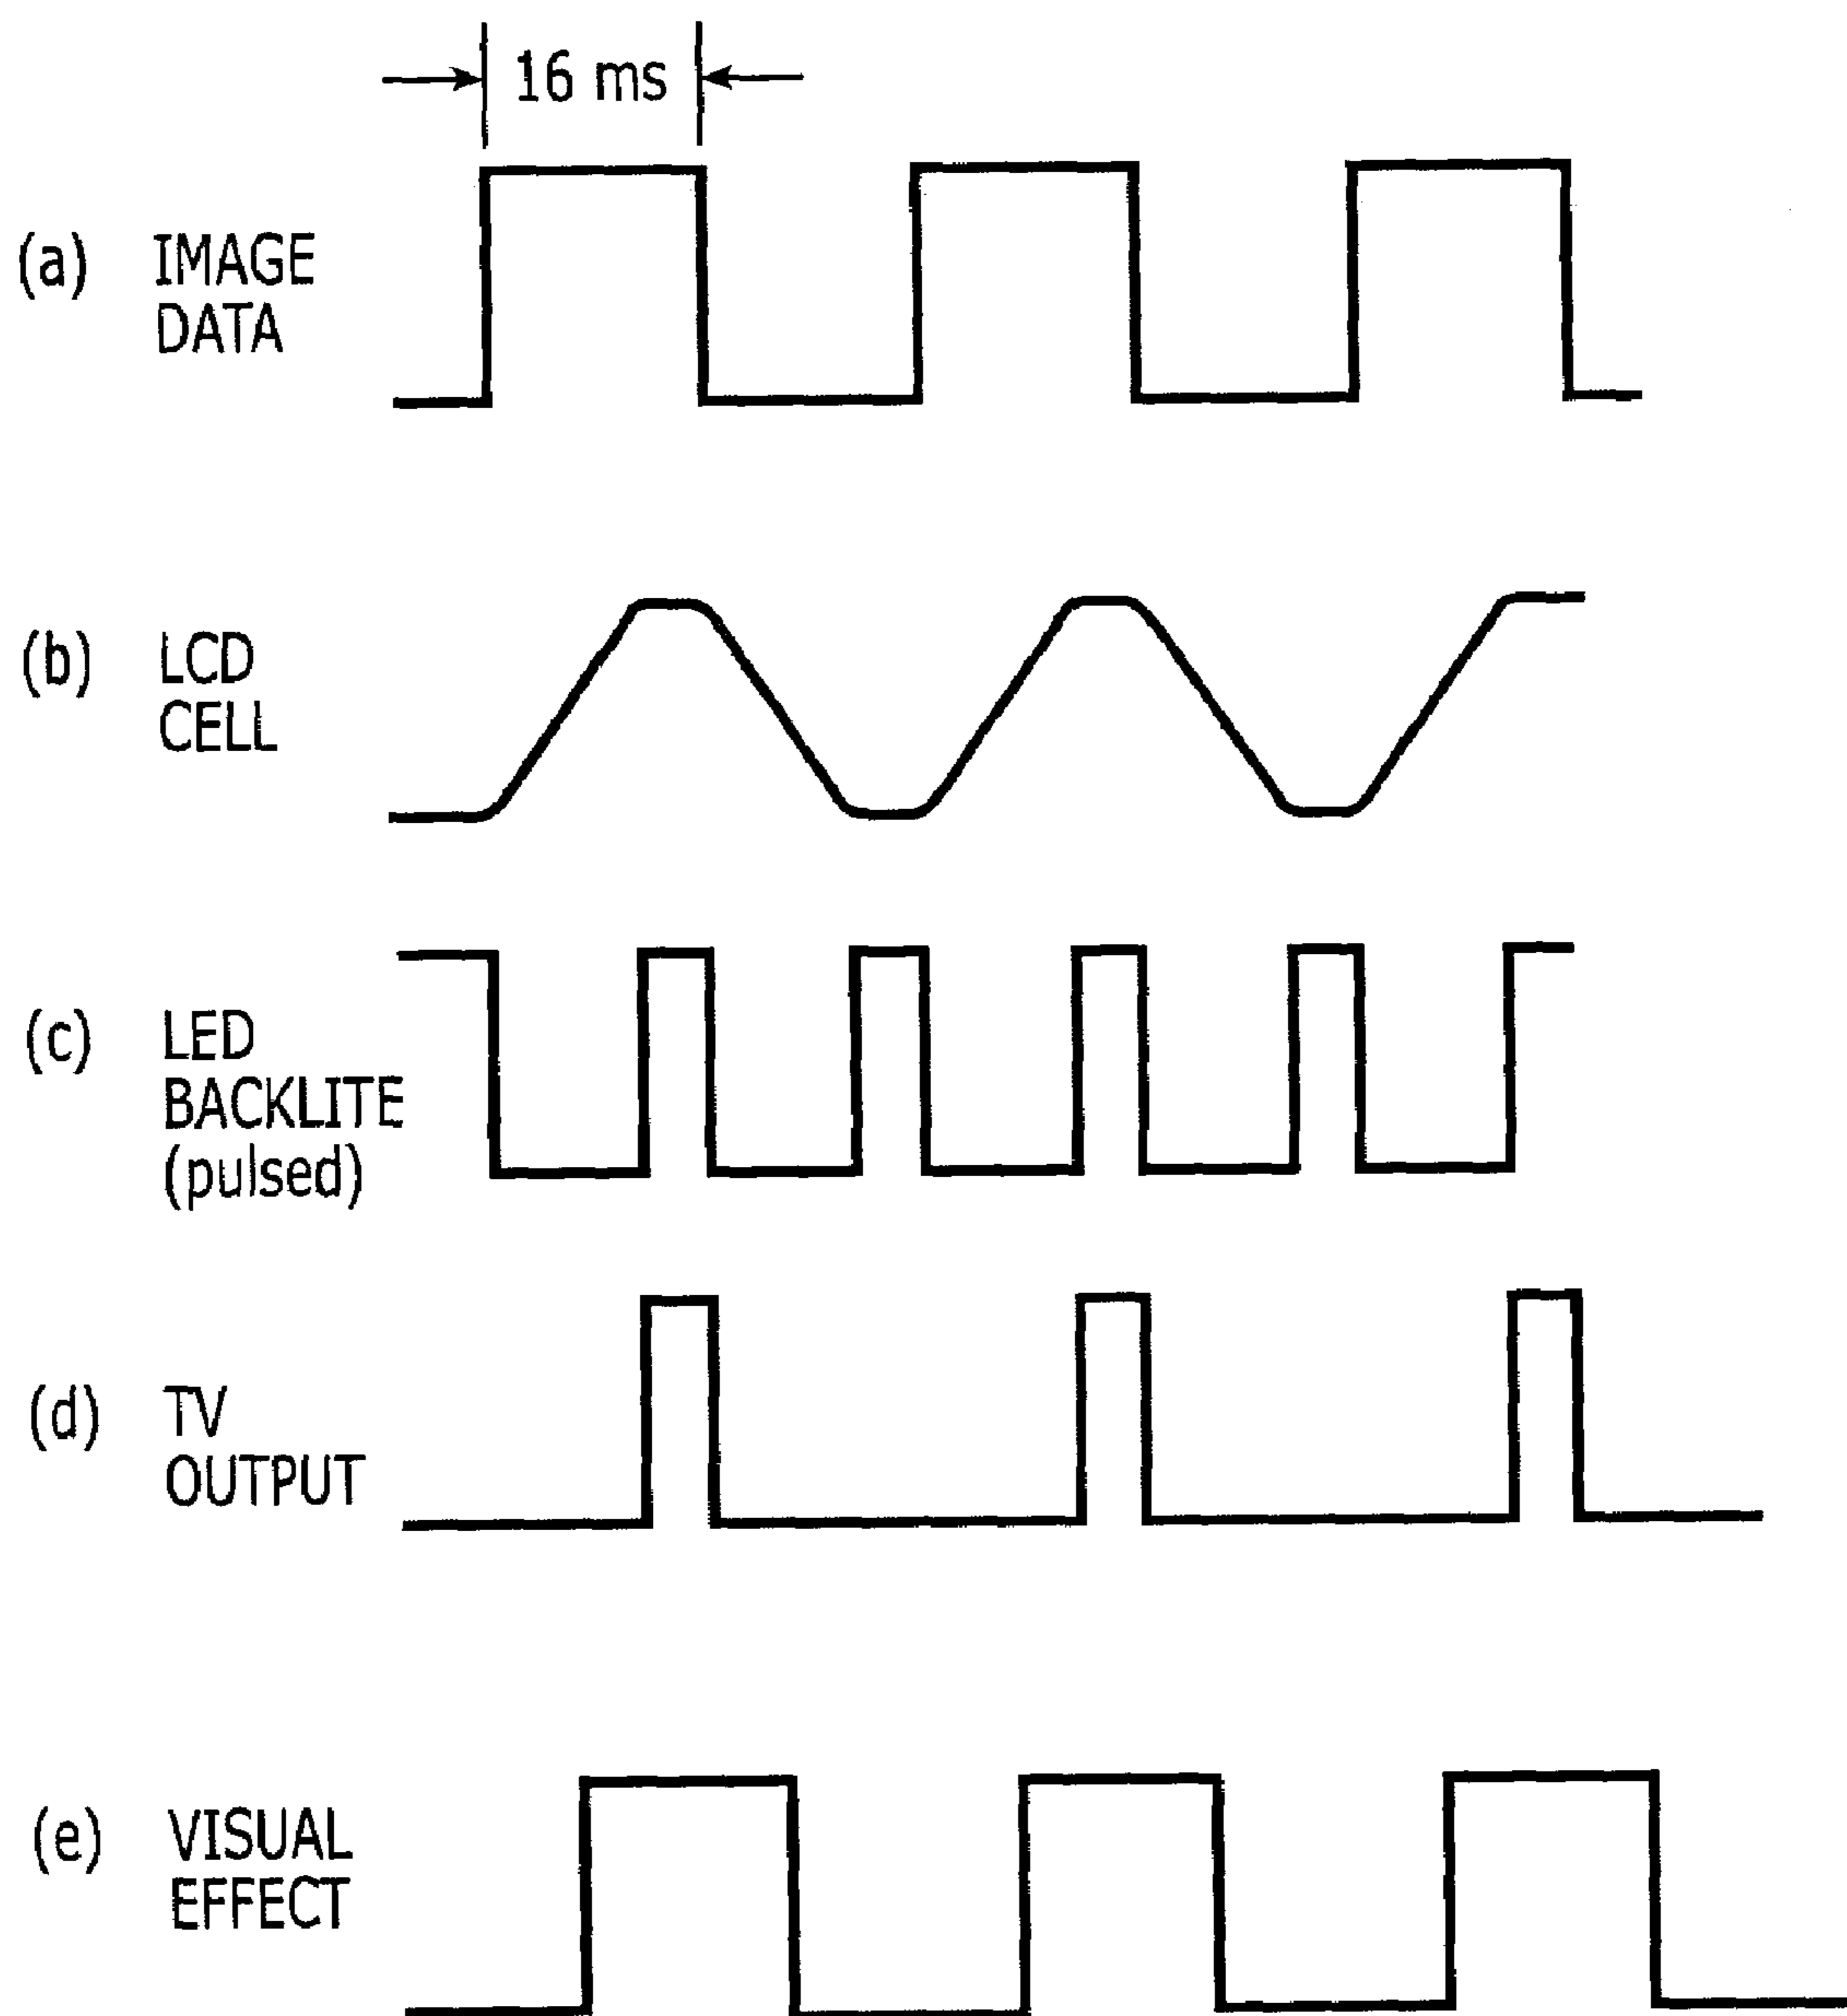 16 ms
(a) IMAGE
DATA
(b) LCD
CELL
(c) LED
BACKLITE
(pulsed)
(d) TV
OUTPUT
(e) VISUAL
EFFECT